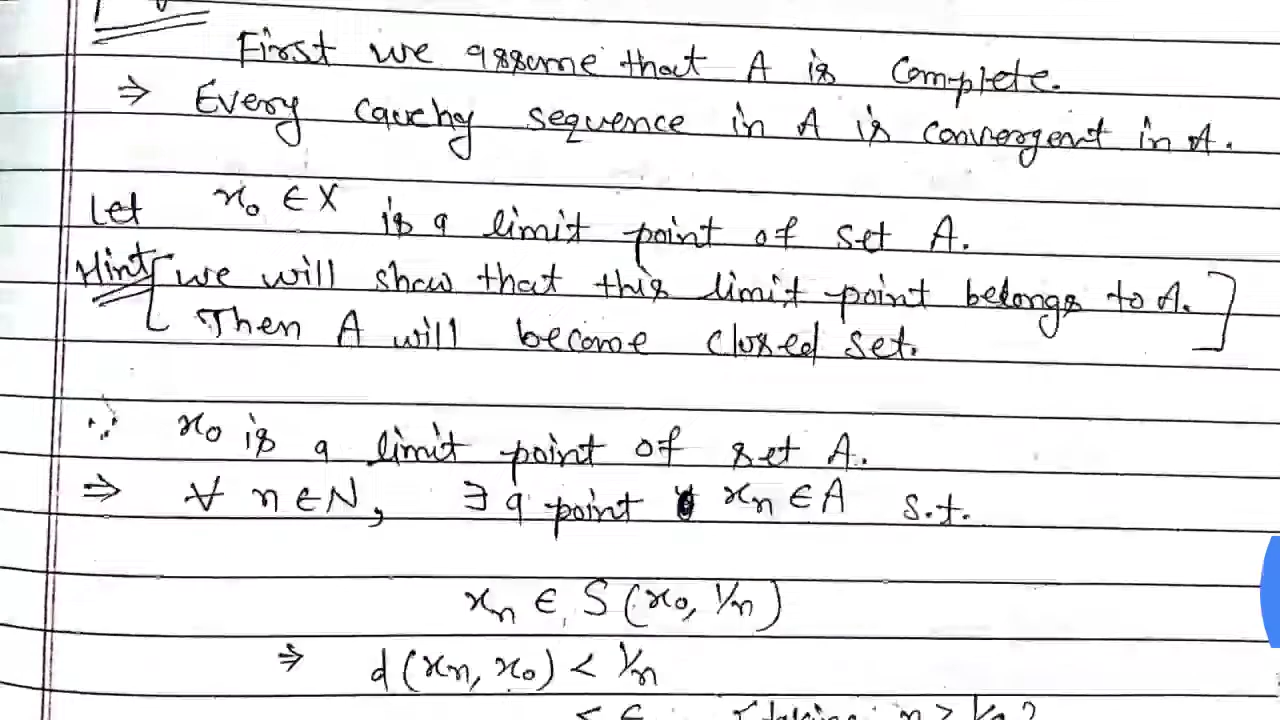 First we assume that A is complete.
⇒ Every cauchy sequence in A is convergent in A.
Let x₀ ∈ X is a limit point of set A.
Hint [we will show that this limit point belongs to A.
Then A will become closed set.]
∵ x₀ is a limit point of set A.
⇒ ∀ n ∈ N, ∃ a point xₙ ∈ A s.t.
xₙ ∈ S(x₀, 1/n)
⇒ d(xₙ, x₀) < 1/n